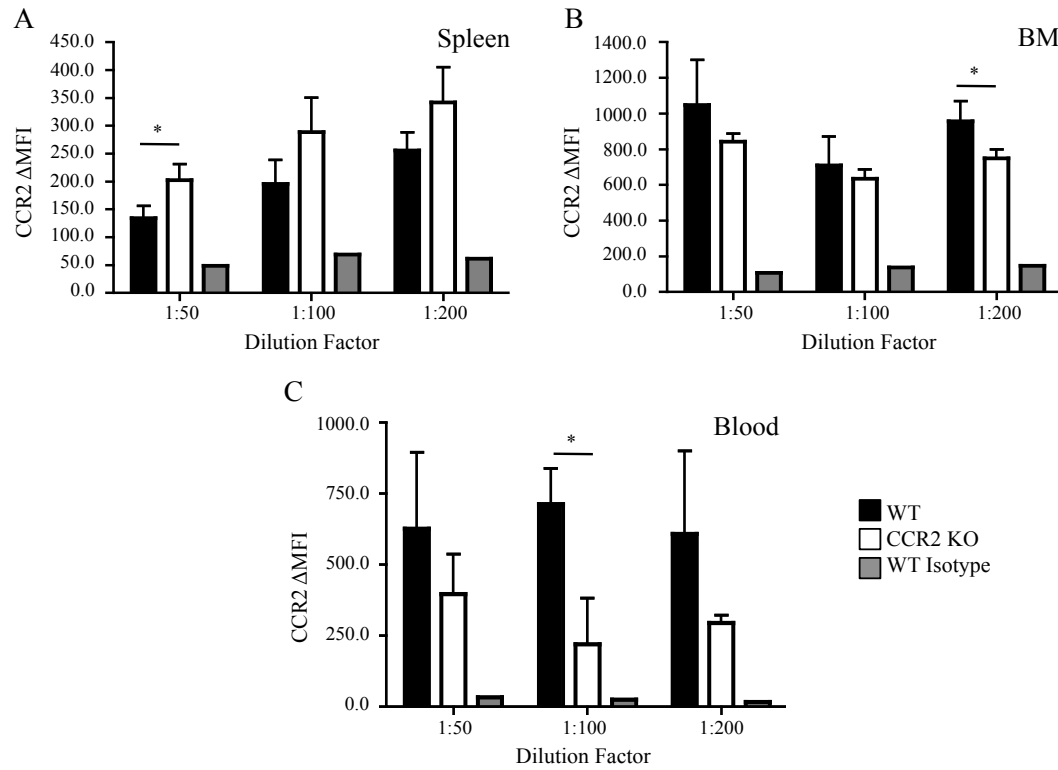 A
Spleen
CCR2 ΔMFI
450.0
400.0
350.0
300.0
250.0
200.0
150.0
100.0
50.0
0.0
*
1:50 1:100 1:200
Dilution Factor
B
BM
CCR2 ΔMFI
1400.0
1200.0
1000.0
800.0
600.0
400.0
200.0
0.0
*
1:50 1:100 1:200
Dilution Factor
C
Blood
CCR2 ΔMFI
1000.0
750.0
500.0
250.0
0.0
*
1:50 1:100 1:200
Dilution Factor
WT
CCR2 KO
WT Isotype